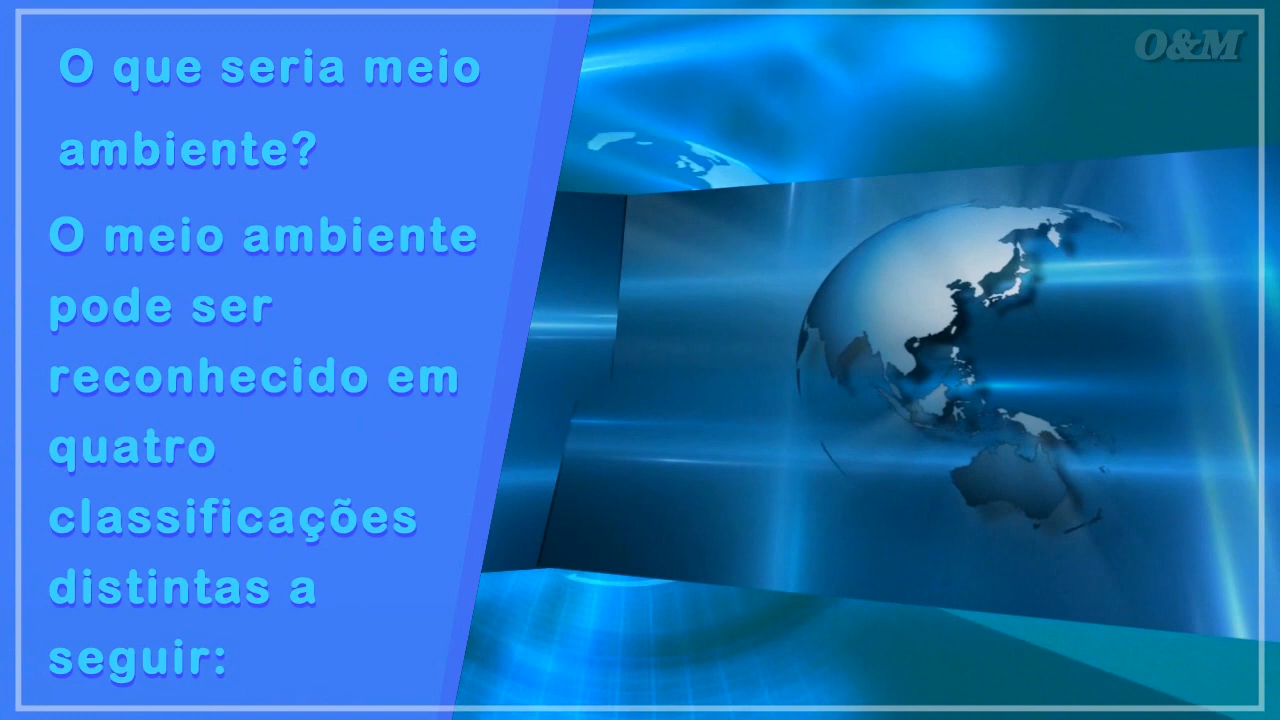 O&M
O que seria meio
ambiente?
O meio ambiente
pode ser
reconhecido em
quatro
classificações
distintas a
seguir: